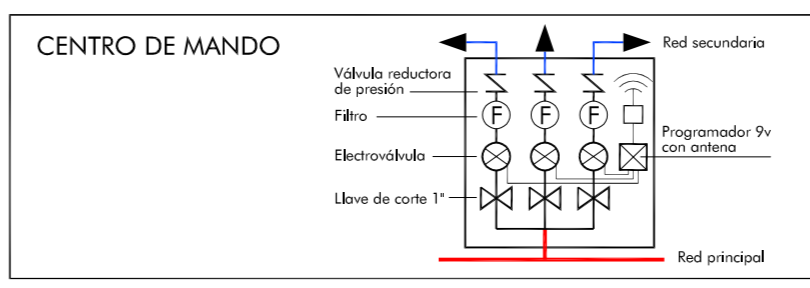 CENTRO DE MANDO
Red secundaria
Válvula reductora
de presión
Filtro
F F F
Programador 9v
con antena
Electroválvula
Llave de corte 1"
Red principal